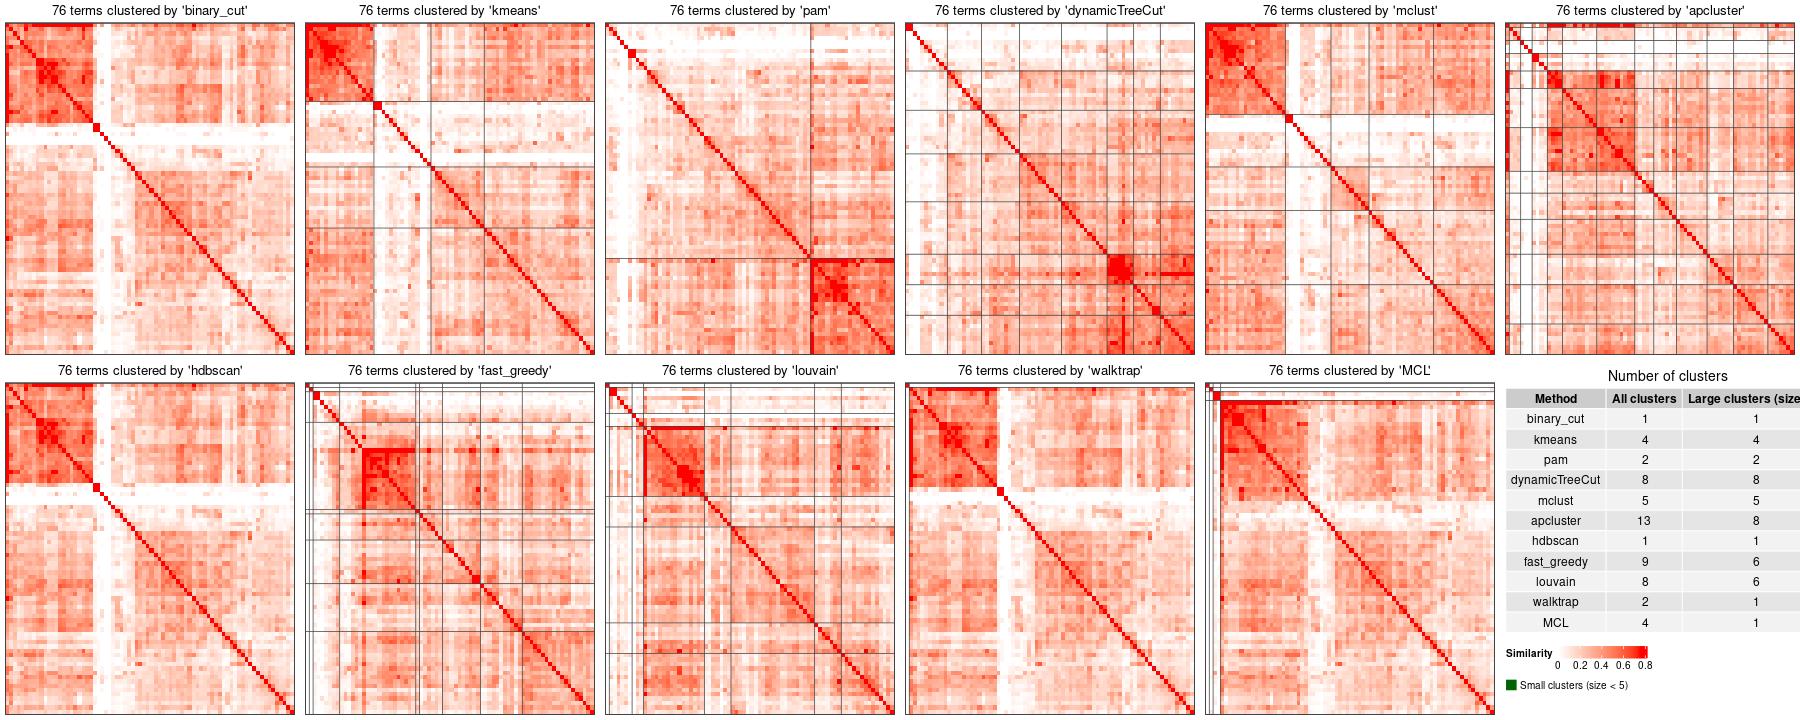 76 terms clustered by 'binary_cut'
76 terms clustered by 'kmeans'
76 terms clustered by 'pam'
76 terms clustered by 'dynamicTreeCut'
76 terms clustered by 'mclust'
76 terms clustered by 'apcluster'
76 terms clustered by 'hdbscan'
76 terms clustered by 'fast_greedy'
76 terms clustered by 'louvain'
76 terms clustered by 'walktrap'
76 terms clustered by 'MCL'
Number of clusters
Method All clusters Large clusters (size
binary_cut 1 1
kmeans 4 4
pam 2 2
dynamicTreeCut 8 8
mclust 5 5
apcluster 13 8
hdbscan 1 1
fast_greedy 9 6
louvain 8 6
walktrap 2 1
MCL 4 1
Similarity
0 0.2 0.4 0.6 0.8
Small clusters (size < 5)